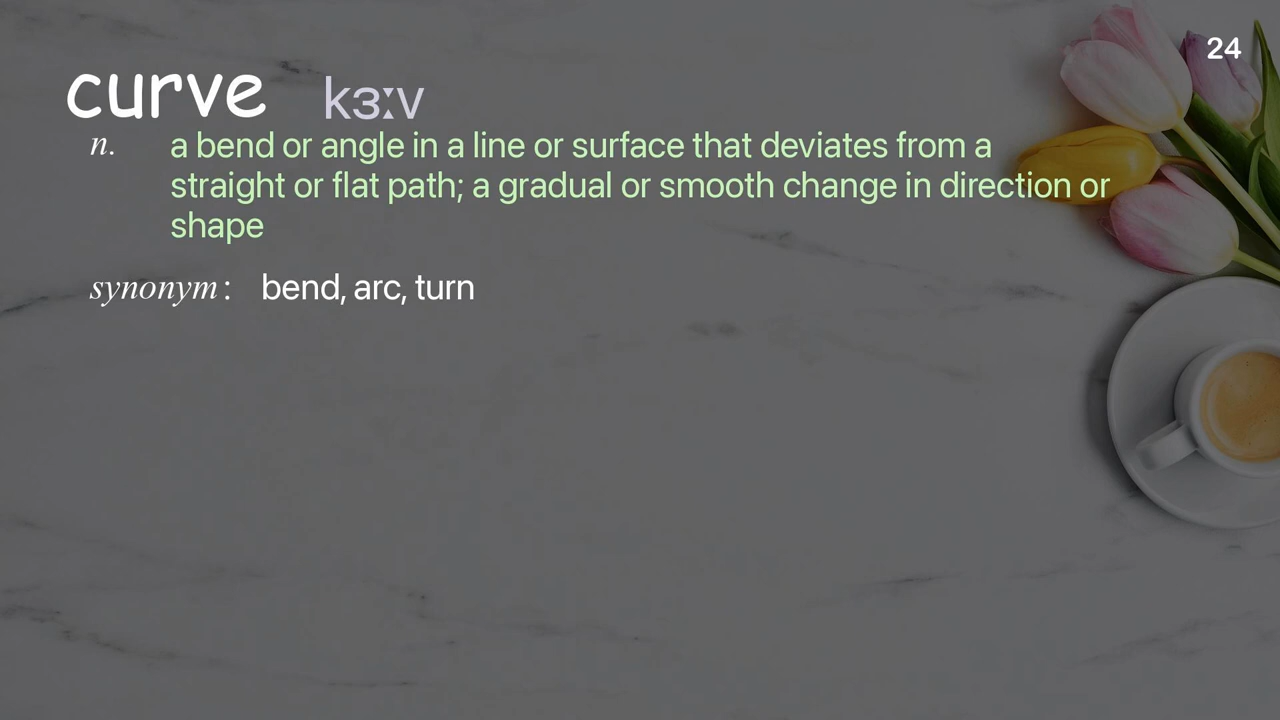 24
curve kɜːv
n. a bend or angle in a line or surface that deviates from a
straight or flat path; a gradual or smooth change in direction or
shape
synonym: bend, arc, turn